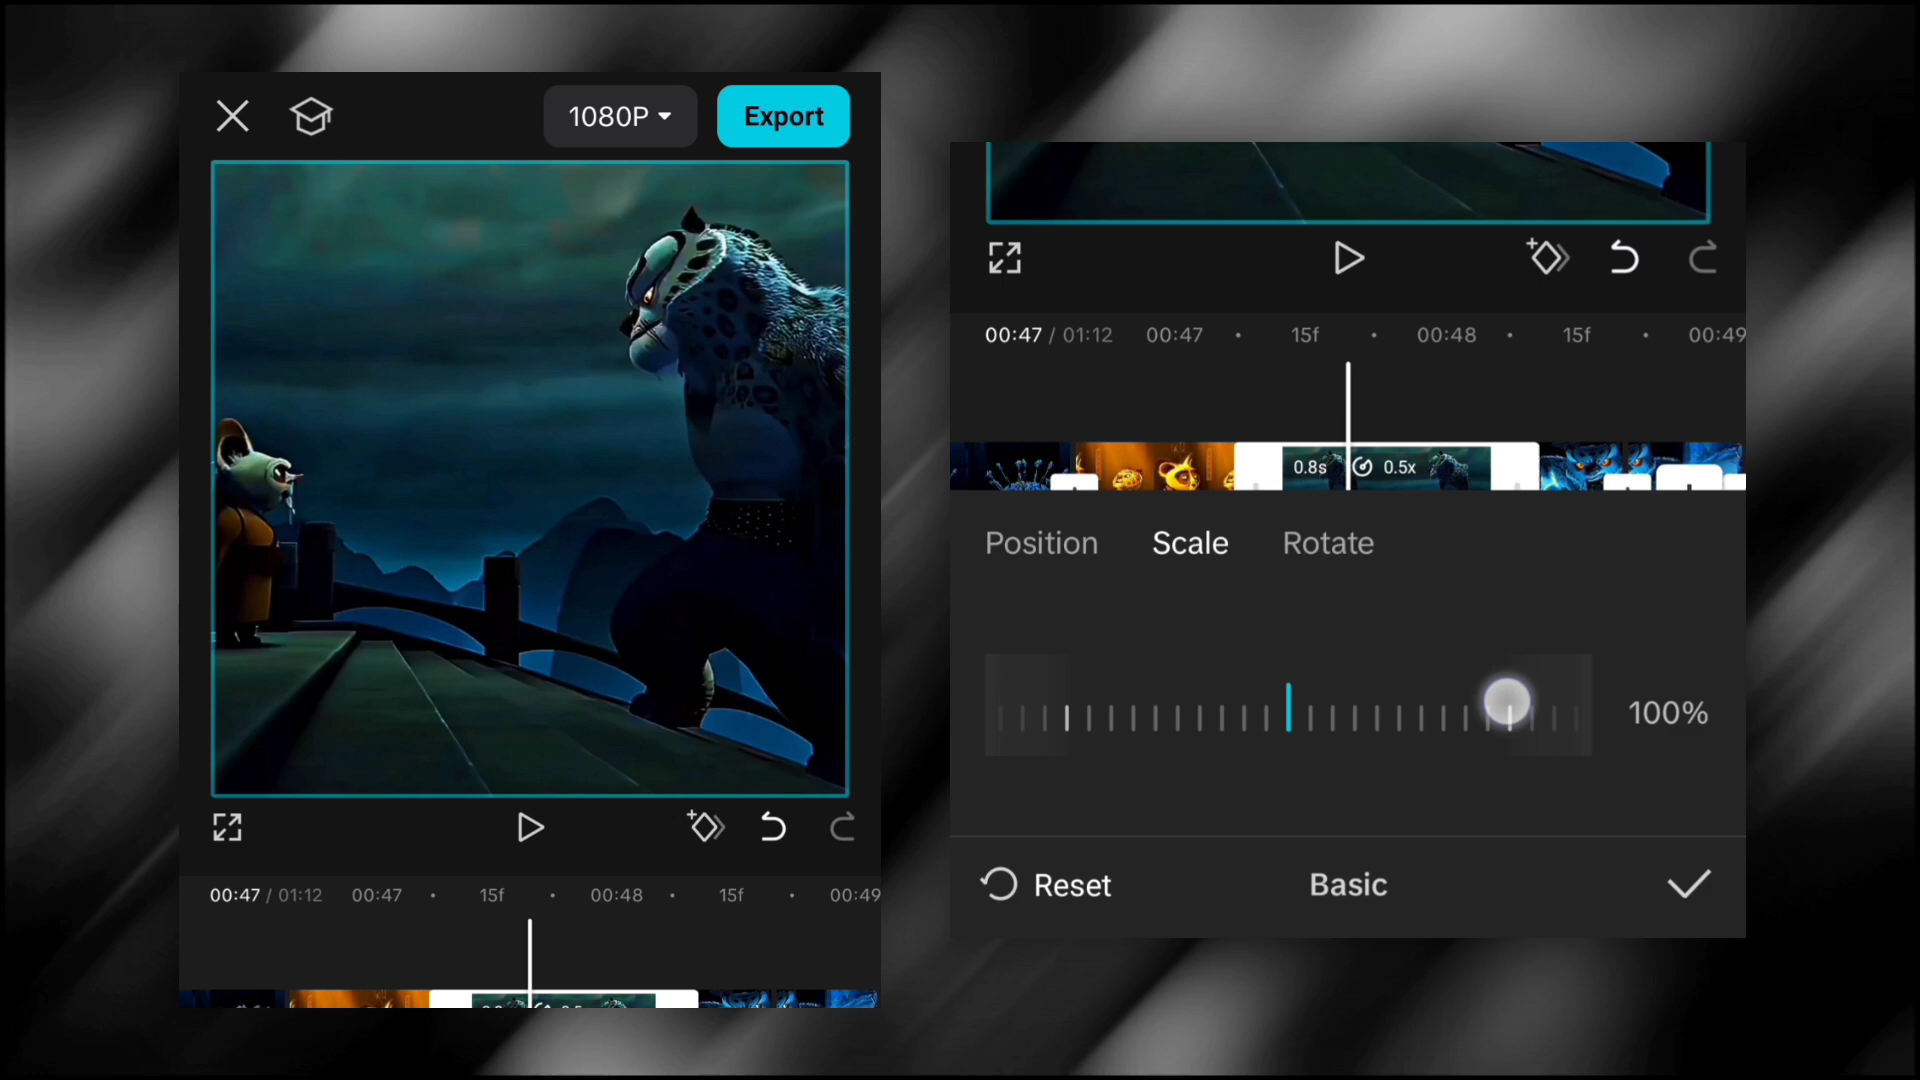 1080P Export
00:47 / 01:12 00:47 15f 00:48 15f 00:49
00:47 / 01:12 00:47 15f 00:48 15f 00:49
0.8s 0.5x
Position Scale Rotate
100%
Reset Basic